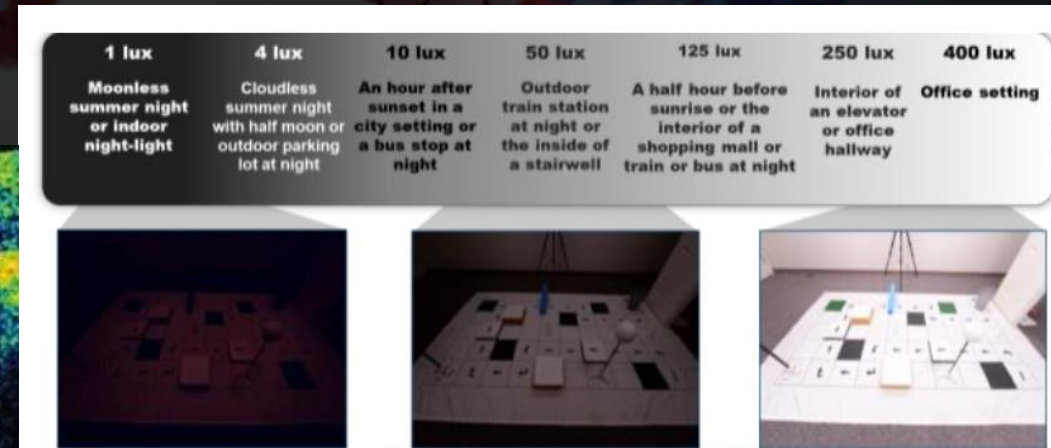 1 lux
Moonless
summer night
or indoor
night-light
4 lux
Cloudless
summer night
with half moon or
outdoor parking
lot at night
10 lux
An hour after
sunset in a
city setting or
a bus stop at
night
50 lux
Outdoor
train station
at night or
the inside of
a stairwell
125 lux
A half hour before
sunrise or the
interior of a
shopping mall or
train or bus at night
250 lux
Interior of
an elevator
or office
hallway
400 lux
Office setting